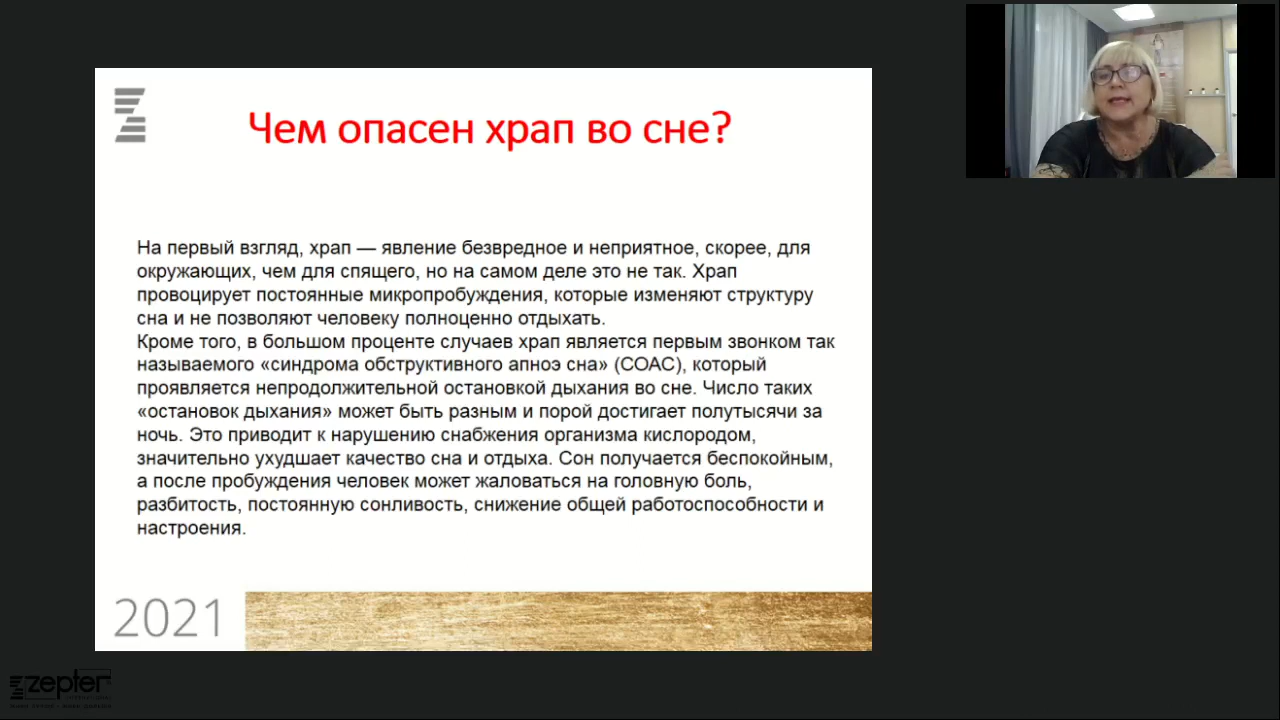 Чем опасен храп во сне?
На первый взгляд, храп — явление безвредное и неприятное, скорее, для
окружающих, чем для спящего, но на самом деле это не так. Храп
провоцирует постоянные микропробуждения, которые изменяют структуру
сна и не позволяют человеку полноценно отдыхать.
Кроме того, в большом проценте случаев храп является первым звонком так
называемого «синдрома обструктивного апноэ сна» (СОАС), который
проявляется непродолжительной остановкой дыхания во сне. Число таких
«остановок дыхания» может быть разным и порой достигает полутысячи за
ночь. Это приводит к нарушению снабжения организма кислородом,
значительно ухудшает качество сна и отдыха. Сон получается беспокойным,
а после пробуждения человек может жаловаться на головную боль,
разбитость, постоянную сонливость, снижение общей работоспособности и
настроения.
2021
zepter